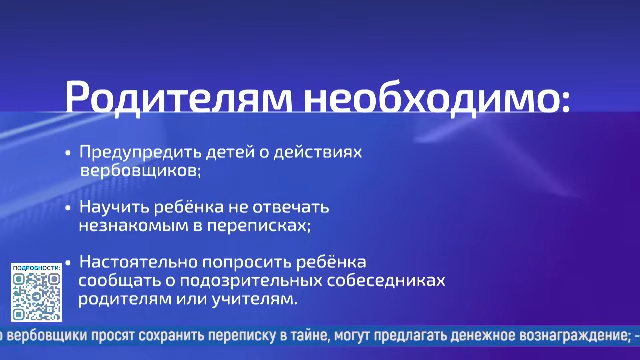 Родителям необходимо:
• Предупредить детей о действиях
вербовщиков;
• Научить ребёнка не отвечать
незнакомым в переписках;
• Настоятельно попросить ребёнка
сообщать о подозрительных собеседниках
родителям или учителям.
ПОДРОБНОСТИ:
о вербовщики просят сохранить переписку в тайне, могут предлагать денежное вознаграждение; -